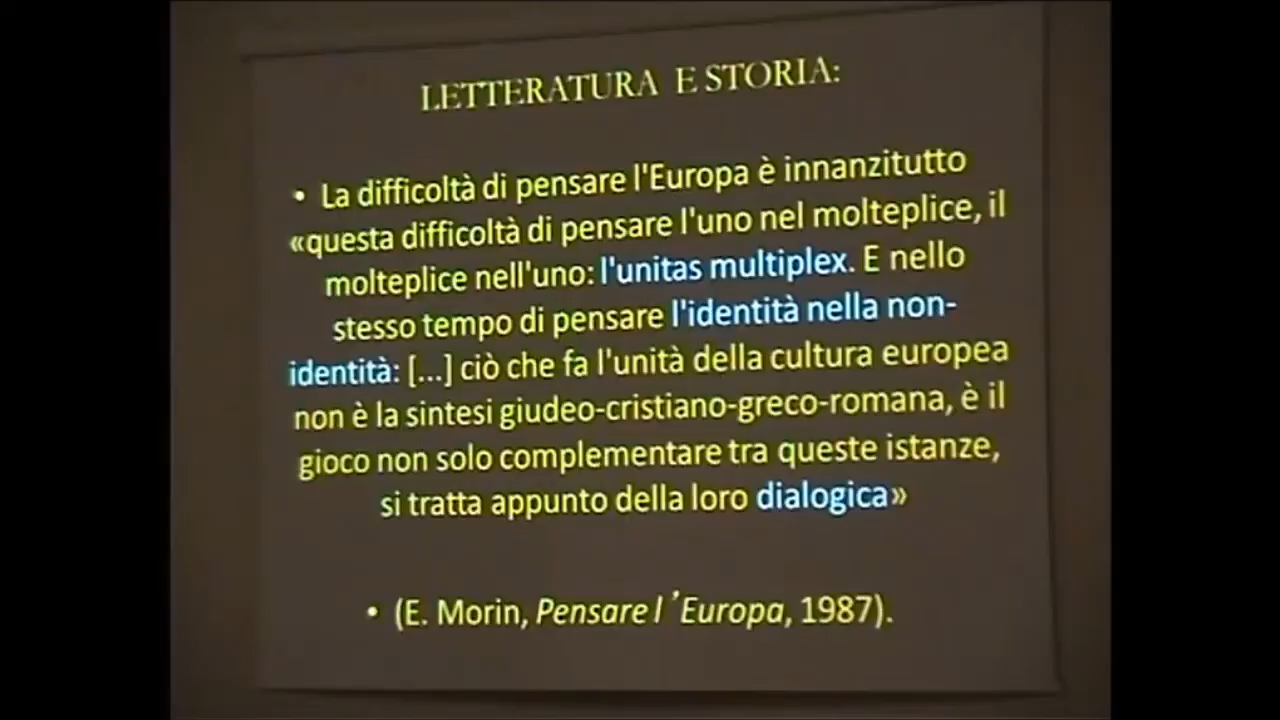 LETTERATURA E STORIA:
• La difficoltà di pensare l'Europa è innanzitutto
«questa difficoltà di pensare l'uno nel molteplice, il
molteplice nell'uno: l'unitas multiplex. E nello
stesso tempo di pensare l'identità nella non-
identità: [...] ciò che fa l'unità della cultura europea
non è la sintesi giudeo-cristiano-greco-romana, è il
gioco non solo complementare tra queste istanze,
si tratta appunto della loro dialogica»
• (E. Morin, Pensare l'Europa, 1987).